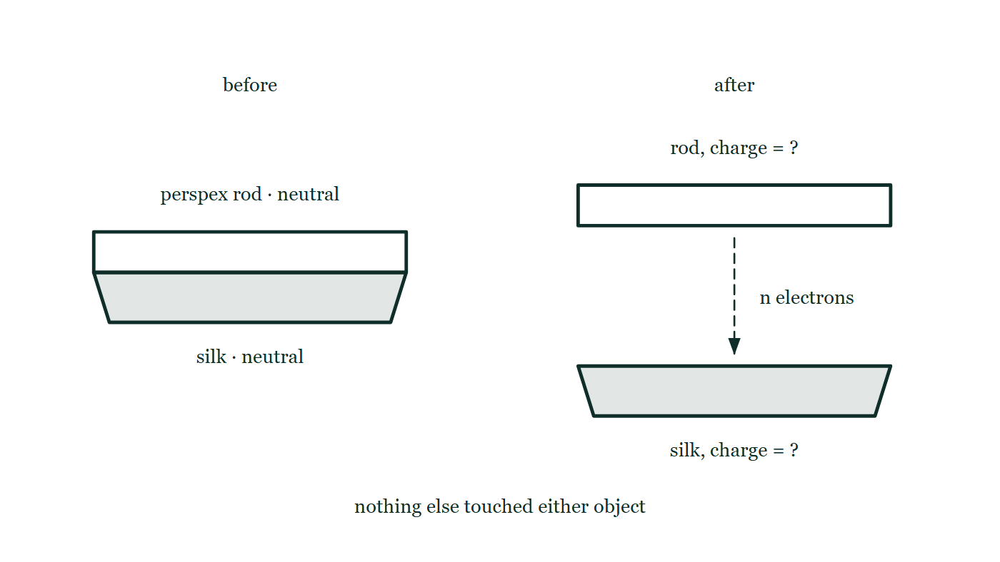 before
after
rod, charge = ?
perspex rod · neutral
n electrons
silk · neutral
silk, charge = ?
nothing else touched either object